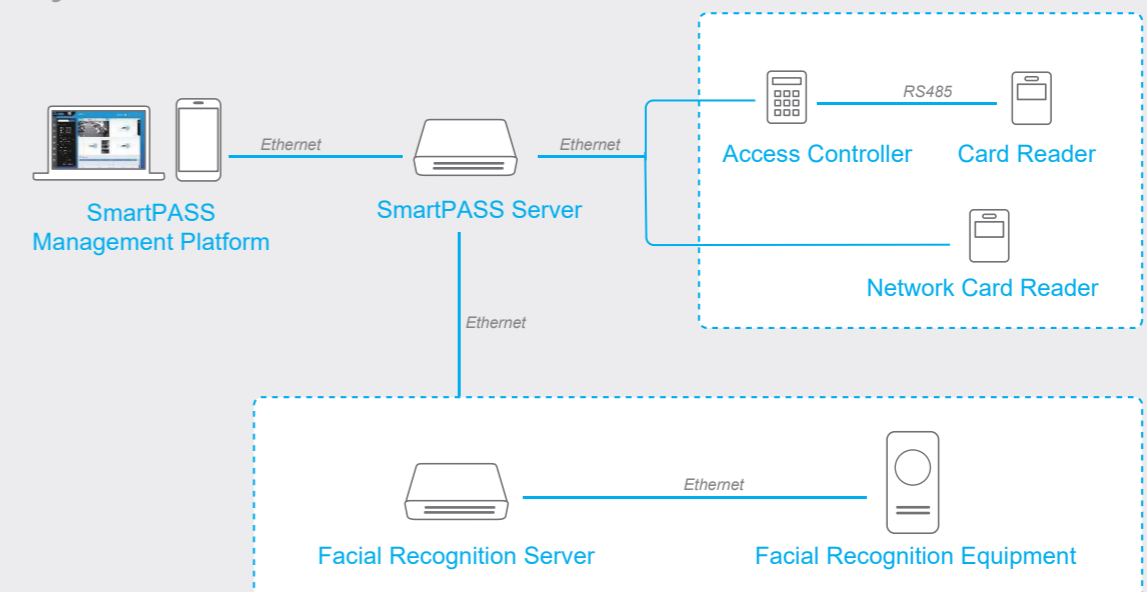 RS485
Ethernet
Ethernet
Access Controller
Card Reader
SmartPASS
Management Platform
SmartPASS Server
Network Card Reader
Ethernet
Ethernet
Facial Recognition Server
Facial Recognition Equipment